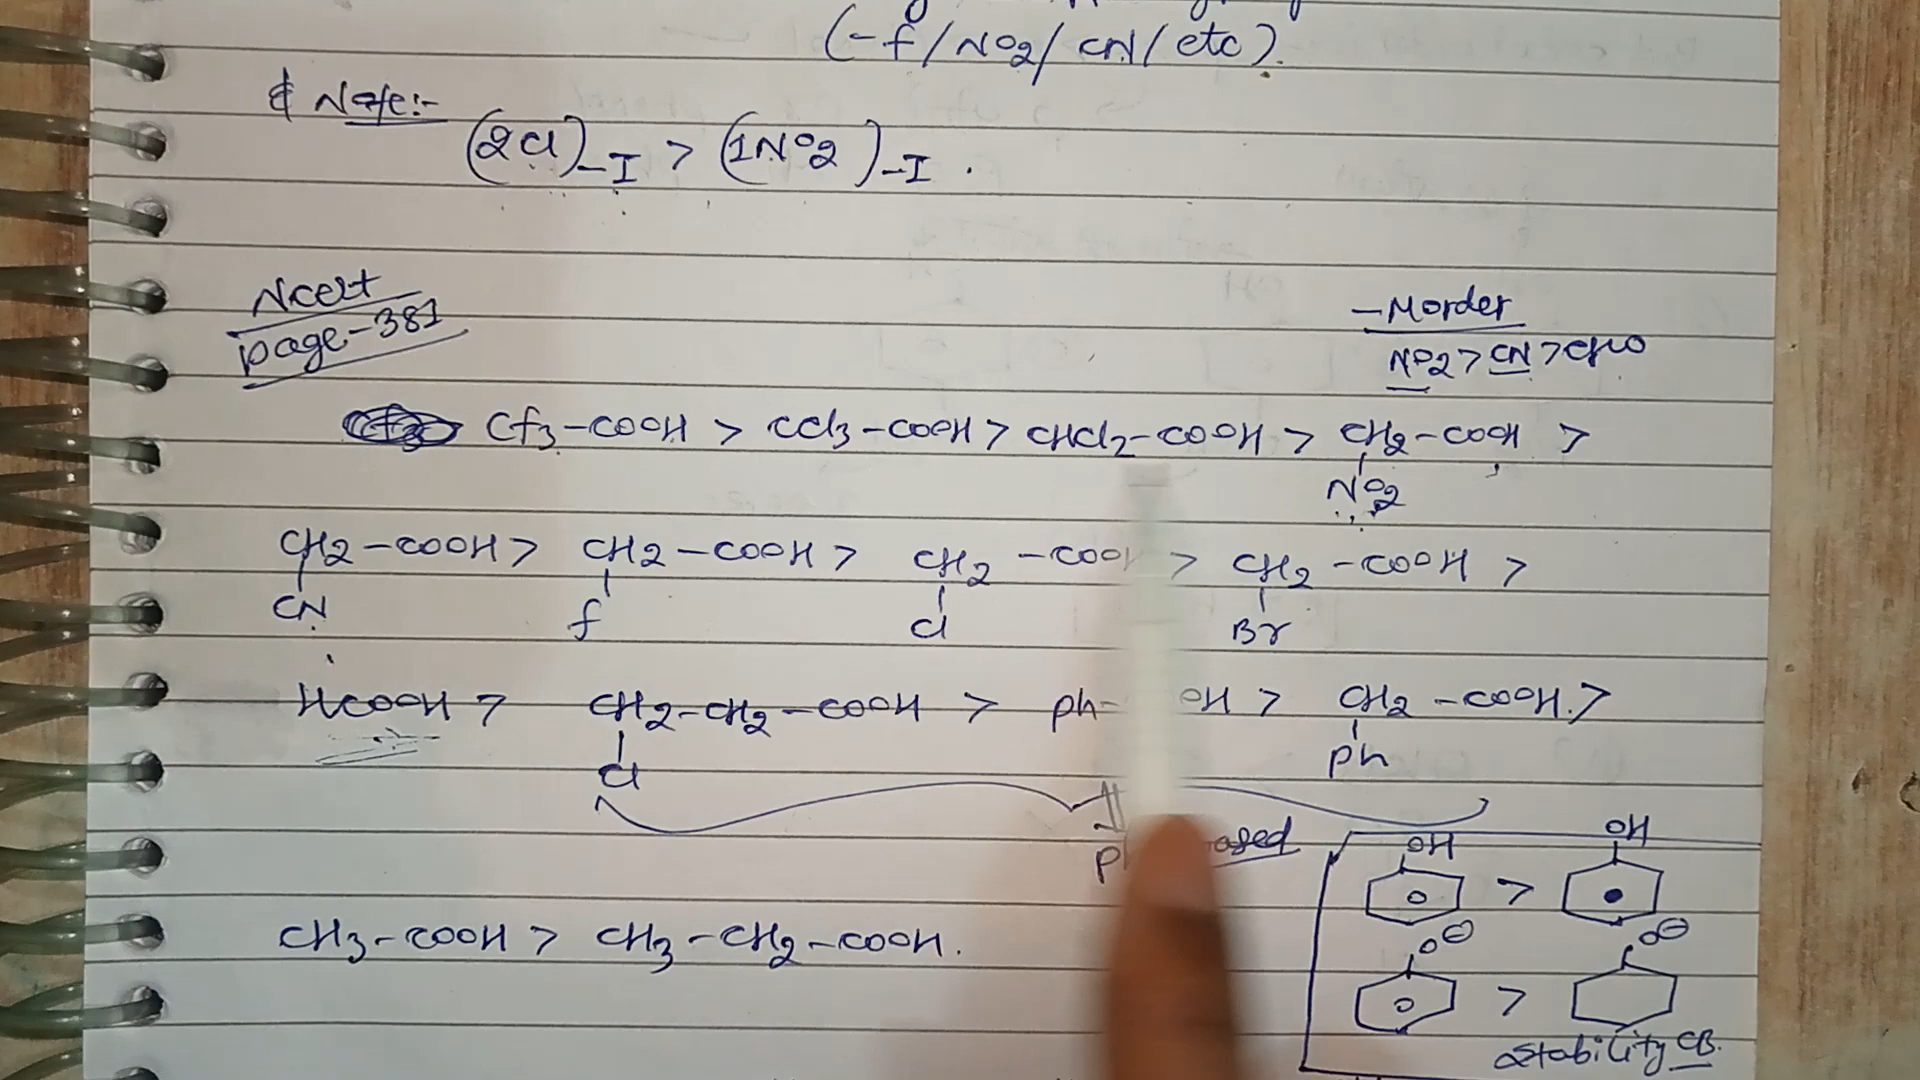 (-f/NO2/CN/etc).
Note:-
(2Cl)-I > (1NO2)-I .
Ncert
page-381
-M order
NO2 > CN > CHO
Cf3-COOH > CCl3-COOH > CHCl2-COOH > CH2-COOH >
NO2
CH2-COOH > CH2-COOH > CH2-COO > CH2-COOH >
CN f Cl Br
HCOOH > CH2-CH2-COOH > ph- OH > CH2-COOH. >
Cl ph
OH OH
>
CH3-COOH > CH3-CH2-COOH.
O⊖ O⊖
>
Stability CB.